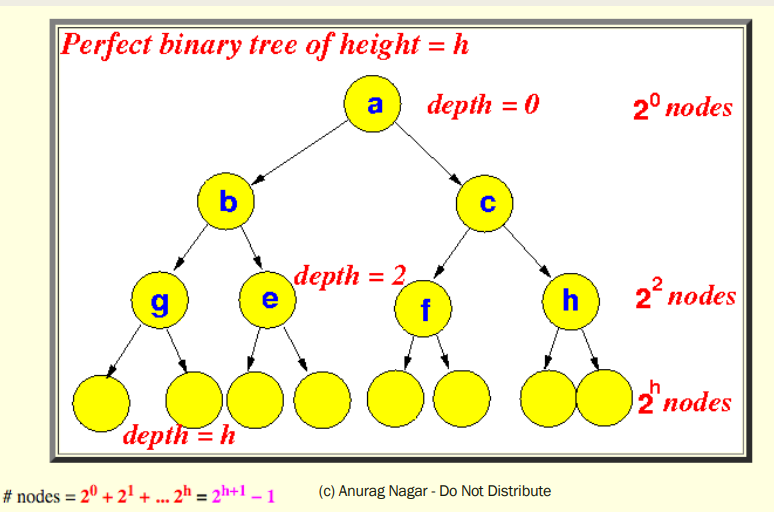 Perfect binary tree of height = h
a depth = 0 2⁰ nodes
b c
depth = 2
g e f h 2² nodes
2ʰ nodes
depth = h
# nodes = 2⁰ + 2¹ + ... 2ʰ = 2ʰ⁺¹ – 1 (c) Anurag Nagar - Do Not Distribute